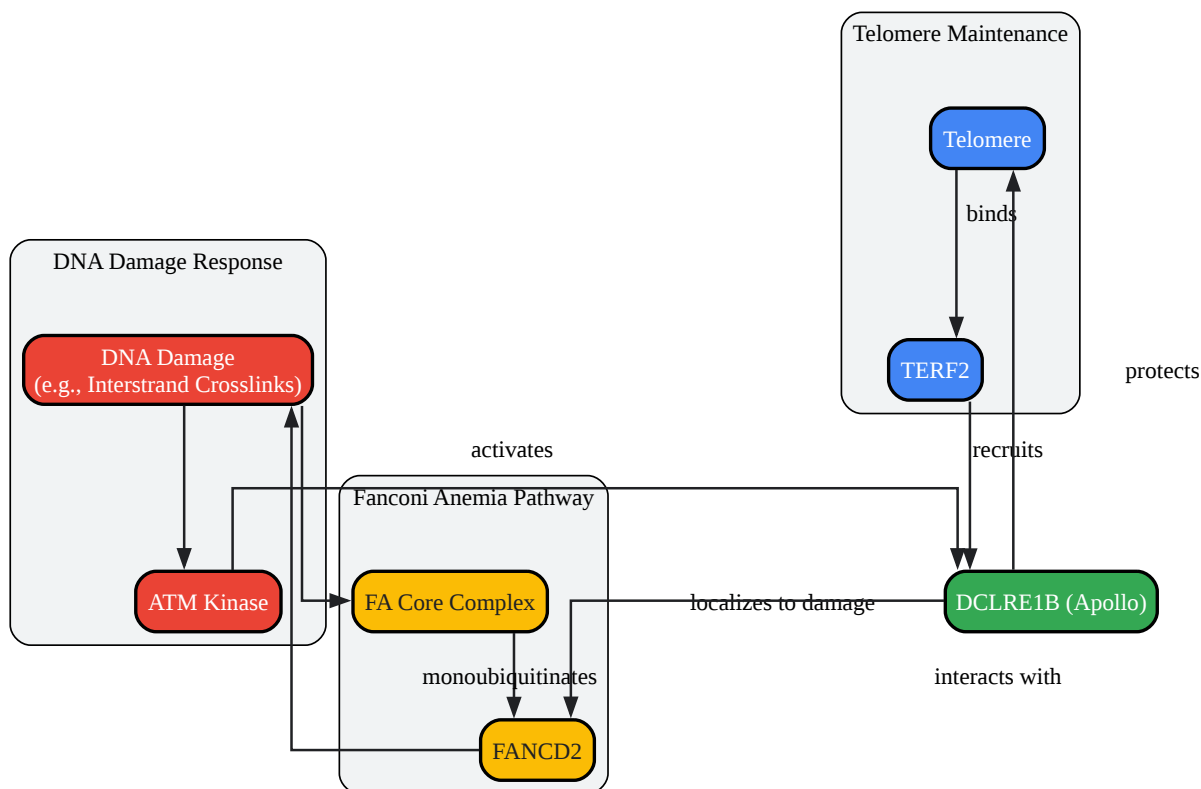 Telomere Maintenance
Telomere
binds
DNA Damage Response
DNA Damage
(e.g., Interstrand Crosslinks)
TERF2
protects
activates
recruits
Fanconi Anemia Pathway
ATM Kinase
FA Core Complex
localizes to damage
DCLRE1B (Apollo)
monoubiquitinates
interacts with
FANCD2